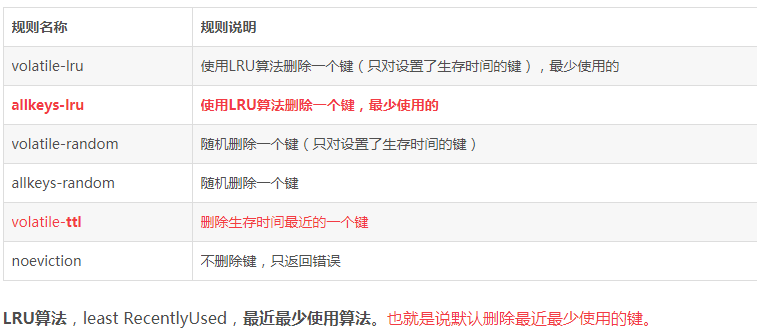 规则名称 规则说明
volatile-lru 使用LRU算法删除一个键（只对设置了生存时间的键），最少使用的
allkeys-lru 使用LRU算法删除一个键，最少使用的
volatile-random 随机删除一个键（只对设置了生存时间的键）
allkeys-random 随机删除一个键
volatile-ttl 删除生存时间最近的一个键
noeviction 不删除键，只返回错误
LRU算法，least RecentlyUsed，最近最少使用算法。也就是说默认删除最近最少使用的键。